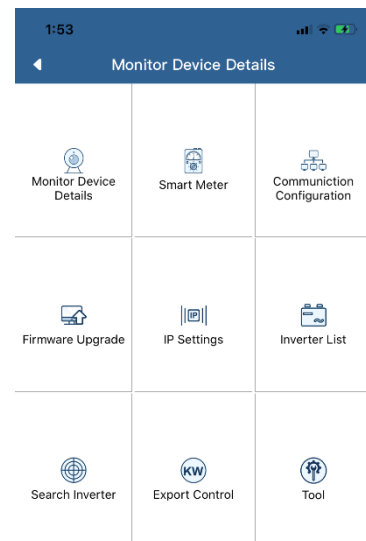 1:53
Monitor Device Details
Monitor Device
Details
Smart Meter
Communiction
Configuration
Firmware Upgrade
IP
IP Settings
Inverter List
Search Inverter
KW
Export Control
Tool